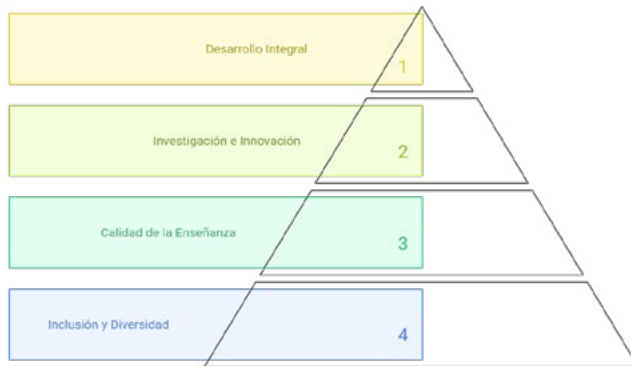 Desarrollo Integral
1
Investigación e Innovación
2
Calidad de la Enseñanza
3
Inclusión y Diversidad
4